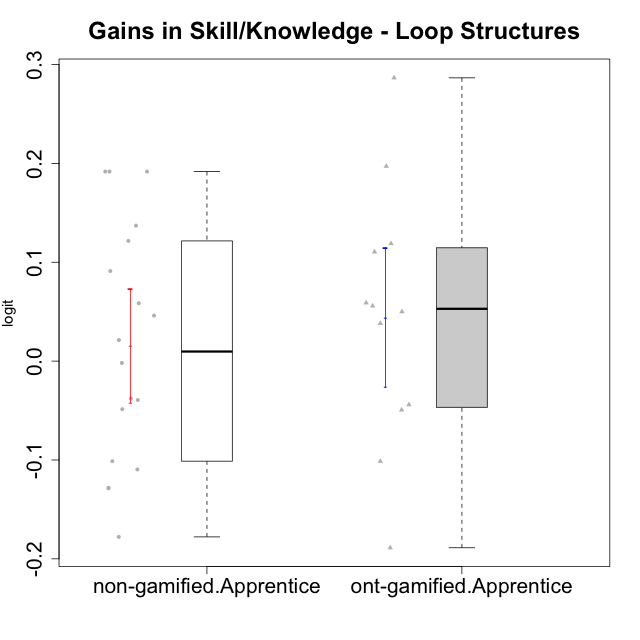 Gains in Skill/Knowledge - Loop Structures
0.3
0.2
0.1
0.0
-0.1
-0.2
logit
non-gamified.Apprentice
ont-gamified.Apprentice